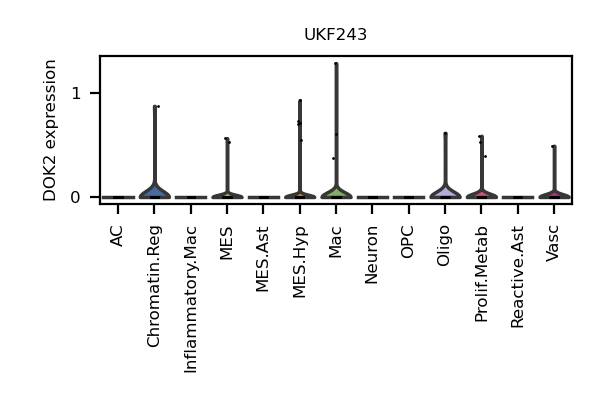 UKF243
DOK2 expression
1
0
AC
Chromatin.Reg
Inflammatory.Mac
MES
MES.Ast
MES.Hyp
Mac
Neuron
OPC
Oligo
Prolif.Metab
Reactive.Ast
Vasc